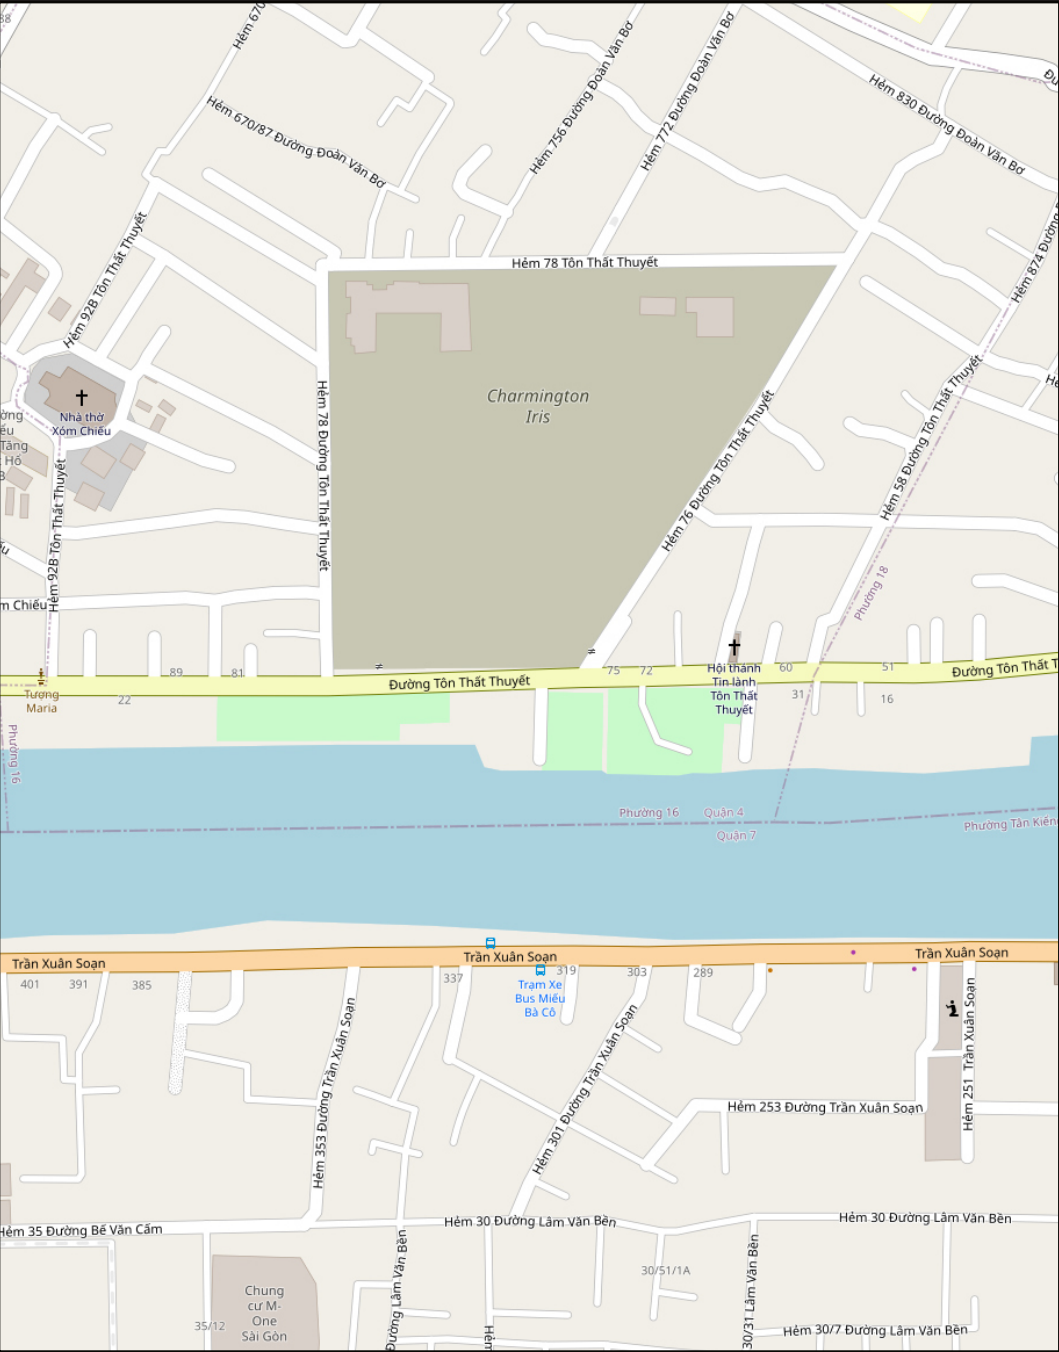 88
Hẻm 670
Hẻm 756 Đường Đoàn Văn Bơ
Hẻm 772 Đường Đoàn Văn Bơ
Hẻm 830 Đường Đoàn Văn Bơ
Hẻm 670/87 Đường Đoàn Văn Bơ
Hẻm 874 Đường
Hẻm 92B Tôn Thất Thuyết
Hẻm 78 Tôn Thất Thuyết
Charmington
Iris
Nhà thờ
Xóm Chiếu
Hẻm 78 Đường Tôn Thất Thuyết
Hẻm 76 Đường Tôn Thất Thuyết
Hẻm 58 Đường Tôn Thất Thuyết
Hẻm 92B Tôn Thất Thuyết
Phường 18
m Chiếu
89
81
75
72
60
51
Đường Tôn Thất Thuyết
Đường Tôn Thất T
Tượng
Maria
22
Hội thánh
Tin lành
Tôn Thất
Thuyết
31
16
Phường 16
Phường 16
Quận 4
Quận 7
Phường Tân Kiển
Trần Xuân Soạn
Trần Xuân Soạn
Trần Xuân Soạn
401
391
385
337
319
303
289
Trạm Xe
Bus Miếu
Bà Cô
Hẻm 353 Đường Trần Xuân Soạn
Hẻm 301 Đường Trần Xuân Soạn
Hẻm 251 Trần Xuân Soạn
Hẻm 253 Đường Trần Xuân Soạn
Hẻm 35 Đường Bế Văn Cấm
Hẻm 30 Đường Lâm Văn Bền
Hẻm 30 Đường Lâm Văn Bền
Đường Lâm Văn Bền
30/51/1A
30/31 Lâm Văn Bền
Chung
cư M-
One
Sài Gòn
35/12
Hẻm
Hẻm 30/7 Đường Lâm Văn Bền